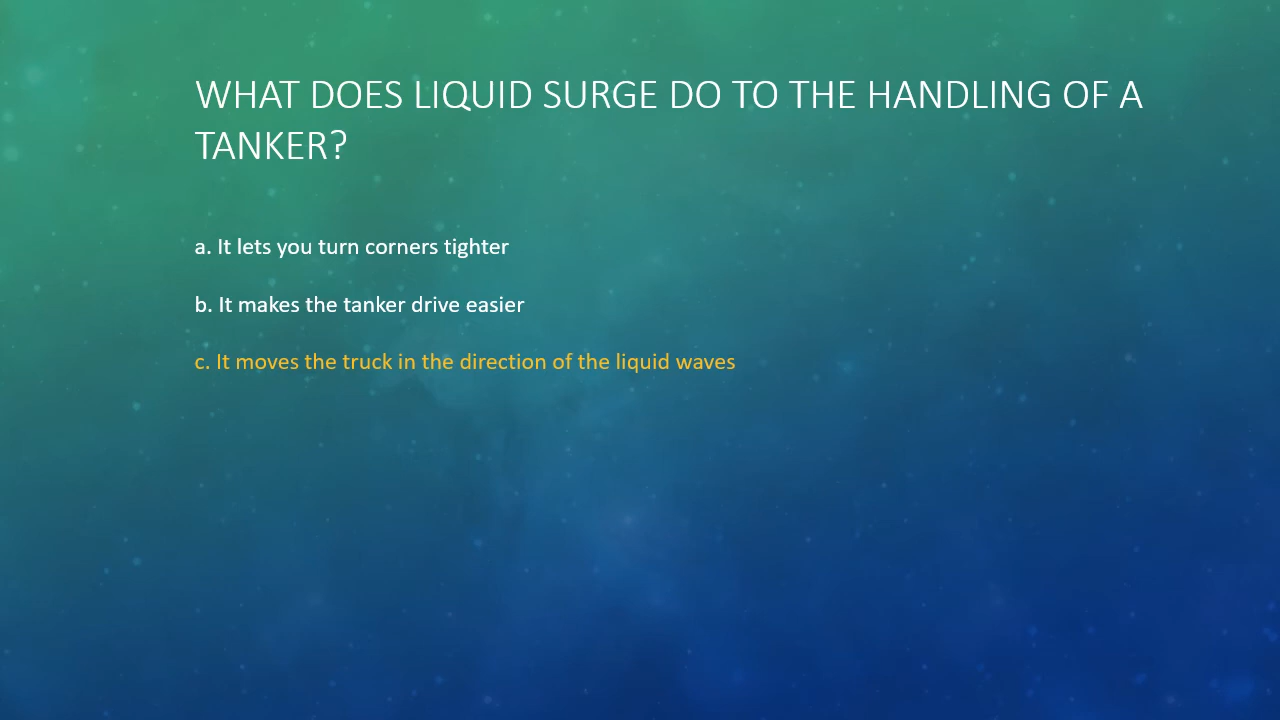 WHAT DOES LIQUID SURGE DO TO THE HANDLING OF A
TANKER?
a. It lets you turn corners tighter
b. It makes the tanker drive easier
c. It moves the truck in the direction of the liquid waves